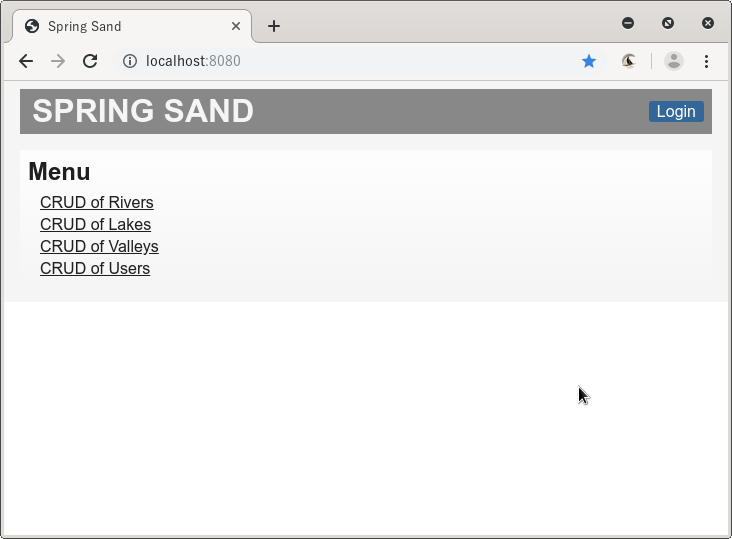 Spring Sand
localhost:8080
SPRING SAND
Login
Menu
CRUD of Rivers
CRUD of Lakes
CRUD of Valleys
CRUD of Users